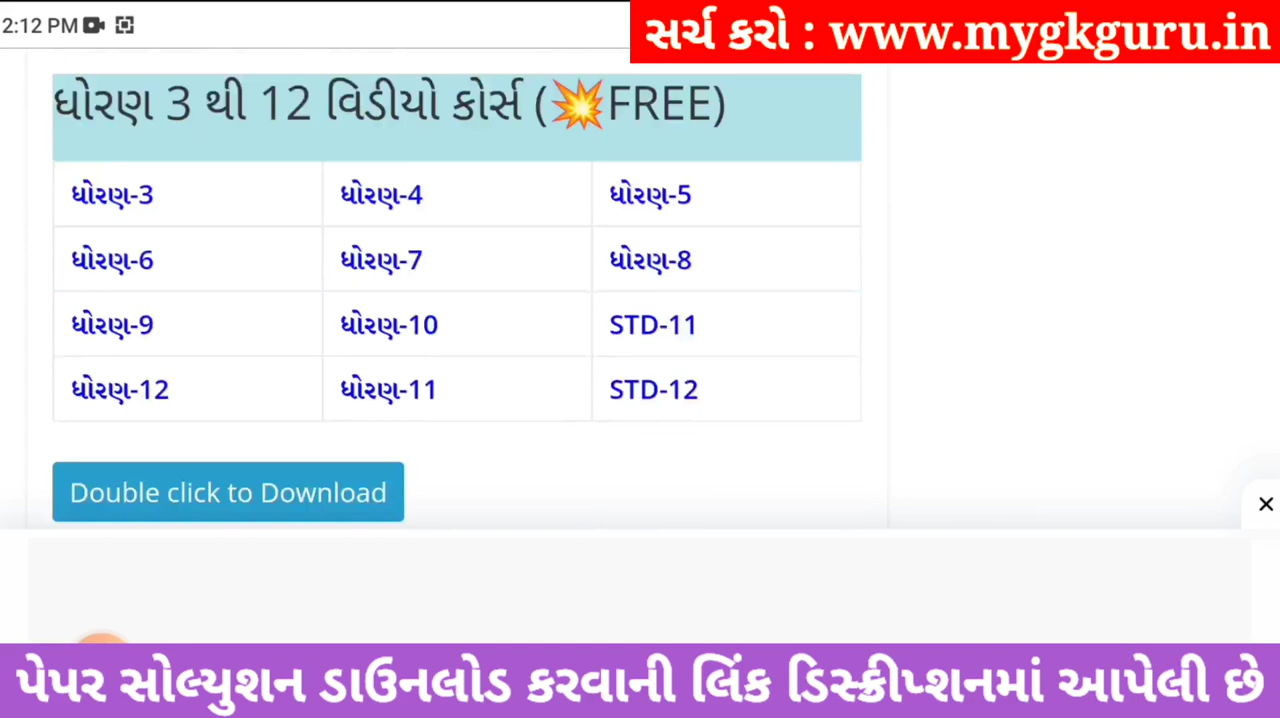 2:12 PM
સર્ચ કરો : www.mygkguru.in
ધોરણ 3 થી 12 વિડીયો કોર્સ (💥FREE)
ધોરણ-3 ધોરણ-4 ધોરણ-5
ધોરણ-6 ધોરણ-7 ધોરણ-8
ધોરણ-9 ધોરણ-10 STD-11
ધોરણ-12 ધોરણ-11 STD-12
Double click to Download
પેપર સોલ્યુશન ડાઉનલોડ કરવાની લિંક ડિસ્ક્રીપ્શનમાં આપેલી છે